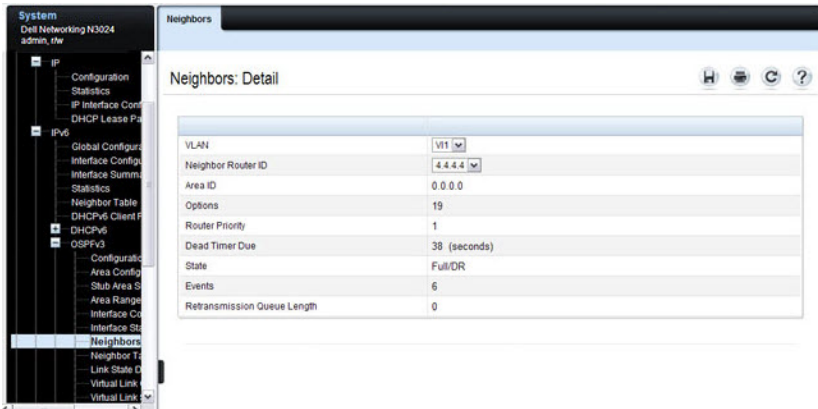 System
Dell Networking N3024
admin, r/w
IP
Configuration
Statistics
IP Interface Conf
DHCP Lease Pa
IPv6
Global Configura
Interface Configu
Interface Summa
Statistics
Neighbor Table
DHCPv6 Client
DHCPv6
OSPFv3
Configuratio
Area Config
Stub Area S
Area Range
Interface Co
Interface Sta
Neighbors
Neighbor Ta
Link State D
Virtual Link
Virtual Link
Neighbors
Neighbors: Detail
VLAN Vl1
Neighbor Router ID 4.4.4.4
Area ID 0.0.0.0
Options 19
Router Priority 1
Dead Timer Due 38 (seconds)
State Full/DR
Events 6
Retransmission Queue Length 0